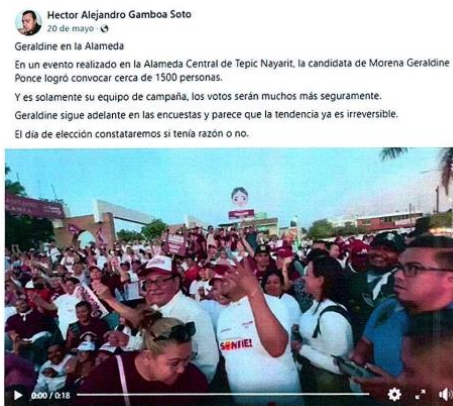 Hector Alejandro Gamboa Soto
20 de mayo ·
Geraldine en la Alameda
En un evento realizado en la Alameda Central de Tepic Nayarit, la candidata de Morena Geraldine
Ponce logró convocar cerca de 1500 personas.
Y es solamente su equipo de campaña, los votos serán muchos más seguramente.
Geraldine sigue adelante en las encuestas y parece que la tendencia ya es irreversible.
El día de elección constataremos si tenía razón o no.
SONRIE!
0:00 / 0:18